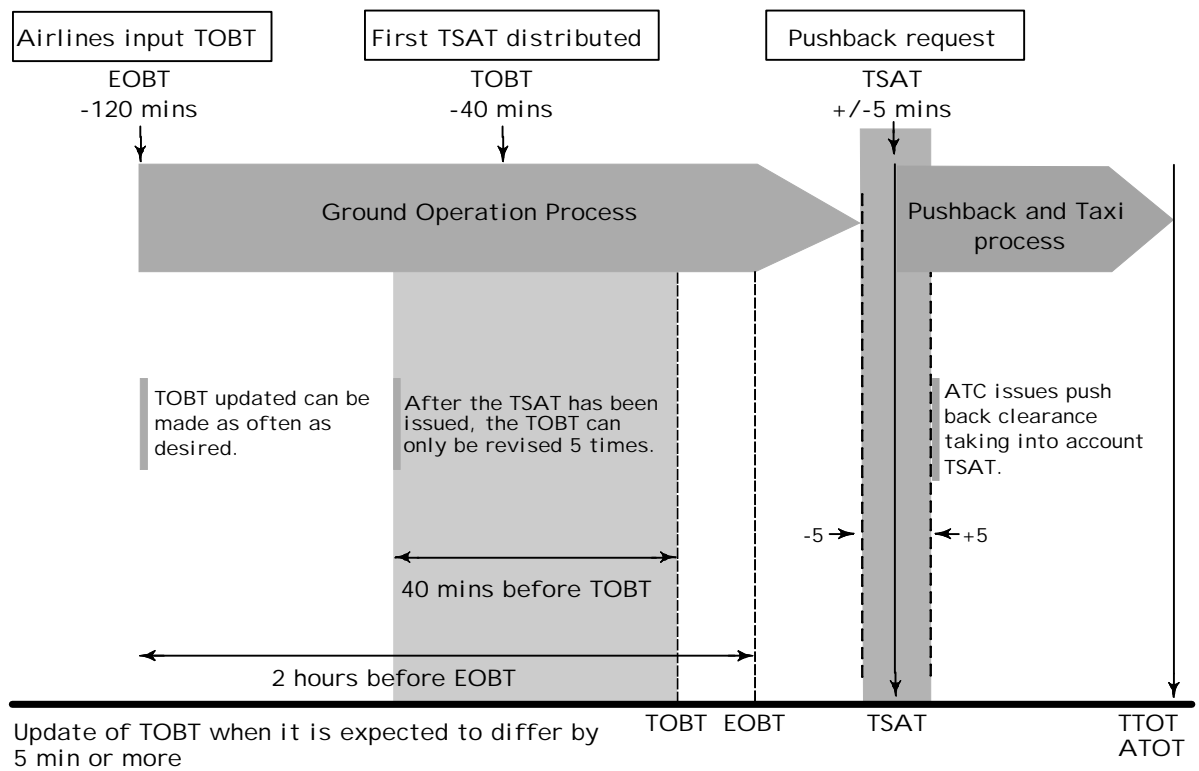 Airlines input TOBT
EOBT
-120 mins
First TSAT distributed
TOBT
-40 mins
Pushback request
TSAT
+/-5 mins
Ground Operation Process
Pushback and Taxi
process
TOBT updated can be
made as often as
desired.
After the TSAT has been
issued, the TOBT can
only be revised 5 times.
ATC issues push
back clearance
taking into account
TSAT.
-5
+5
40 mins before TOBT
2 hours before EOBT
TOBT
EOBT
TSAT
TTOT
ATOT
Update of TOBT when it is expected to differ by
5 min or more